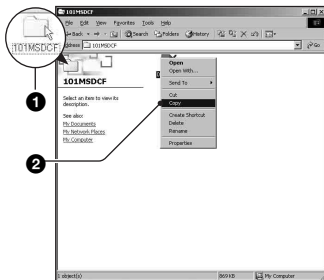 101MSDCF
101MSDCF
File Edit View Favorites Tools Help
Back Search Folders History
Address 101MSDCF Go
101MSDCF
Select an item to view its
description.
See also:
My Documents
My Network Places
My Computer
Open
Open With...
Send To
Cut
Copy
Create Shortcut
Delete
Rename
Properties
1
2
1 object(s) 869 KB My Computer